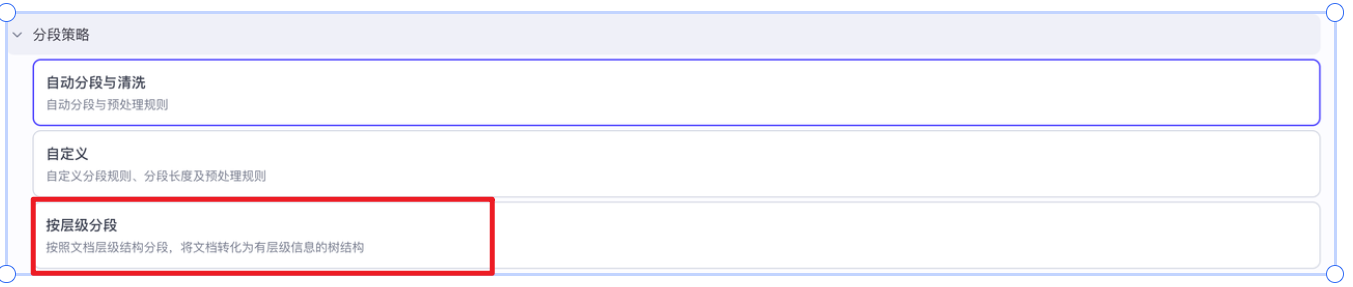 分段策略
自动分段与清洗
自动分段与预处理规则
自定义
自定义分段规则、分段长度及预处理规则
按层级分段
按照文档层级结构分段，将文档转化为有层级信息的树结构